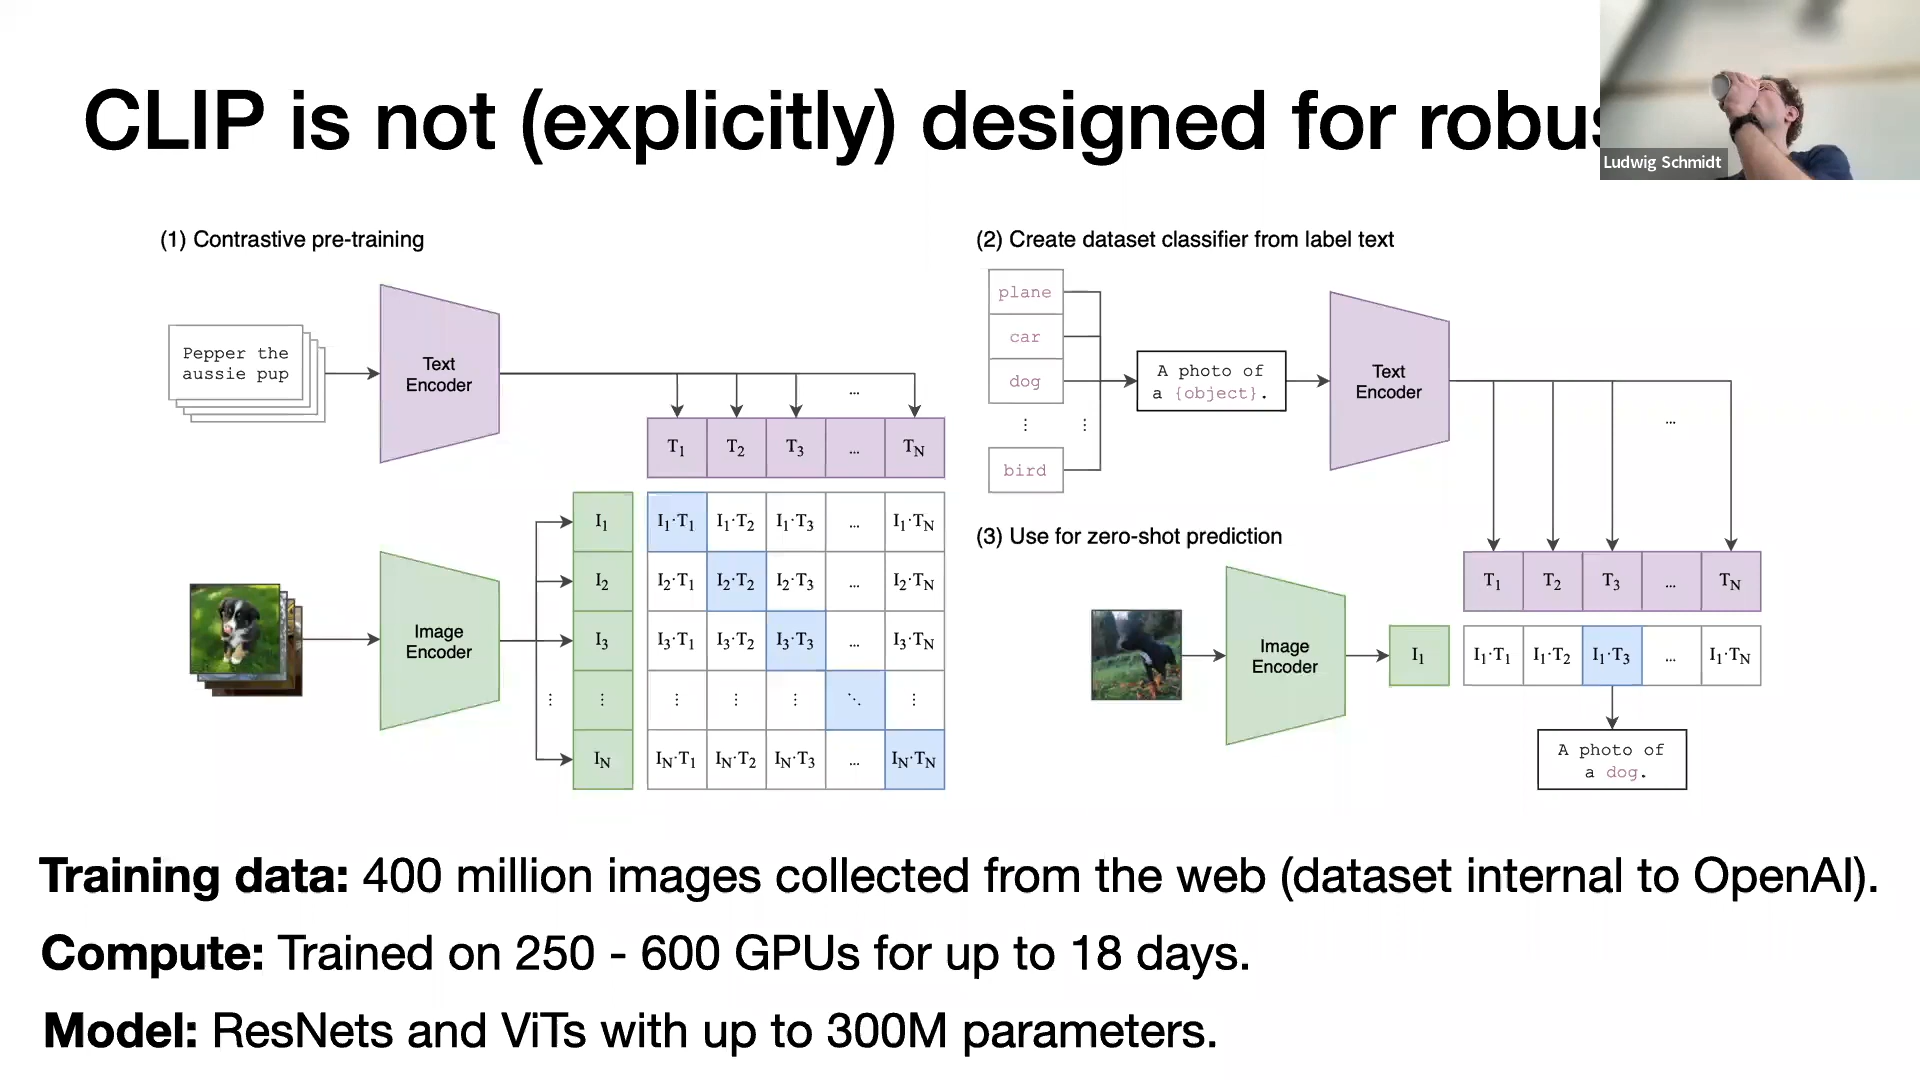 CLIP is not (explicitly) designed for
Ludwig Schmidt
(1) Contrastive pre-training
Pepper the
aussie pup
Text
Encoder
...
T1 T2 T3 ... TN
Image
Encoder
I1 I1·T1 I1·T2 I1·T3 ... I1·TN
I2 I2·T1 I2·T2 I2·T3 ... I2·TN
I3 I3·T1 I3·T2 I3·T3 ... I3·TN
⋮ ⋮ ⋮ ⋮ ⋮ ⋱ ⋮
IN IN·T1 IN·T2 IN·T3 ... IN·TN
(2) Create dataset classifier from label text
plane
car
dog
⋮ ⋮
bird
A photo of
a {object}.
Text
Encoder
...
(3) Use for zero-shot prediction
T1 T2 T3 ... TN
Image
Encoder
I1 I1·T1 I1·T2 I1·T3 ... I1·TN
A photo of
a dog.
Training data: 400 million images collected from the web (dataset internal to OpenAI).
Compute: Trained on 250 - 600 GPUs for up to 18 days.
Model: ResNets and ViTs with up to 300M parameters.